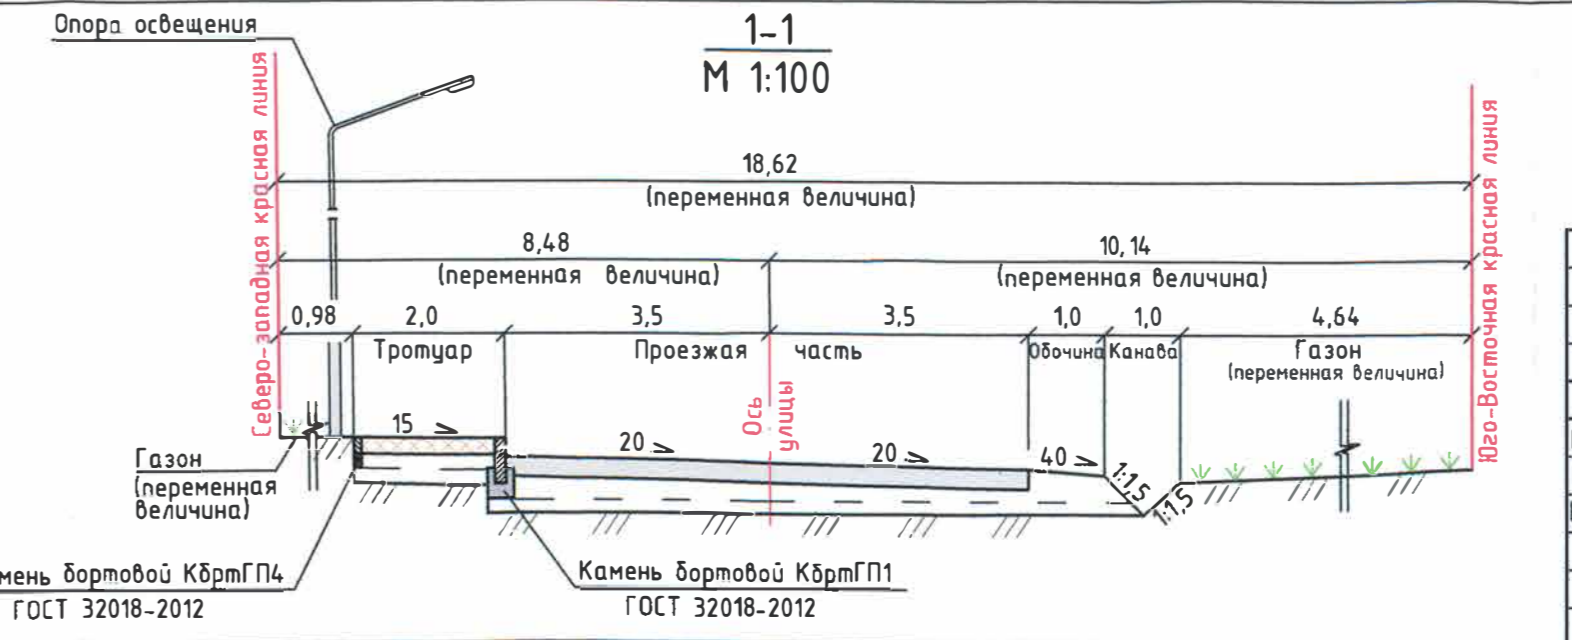 Опора освещения
1-1
М 1:100
Северо-западная красная линия
Юго-Восточная красная линия
18,62
(переменная величина)
8,48
(переменная величина)
10,14
(переменная величина)
0,98
2,0
3,5
3,5
1,0
1,0
4,64
Тротуар
Проезжая часть
Обочина
Канава
Газон
(переменная величина)
Ось
улицы
15
20
20
40
1:1,5
1:1,5
Газон
(переменная
величина)
мень бортовой КбртГП4
ГОСТ 32018-2012
Камень бортовой КбртГП1
ГОСТ 32018-2012